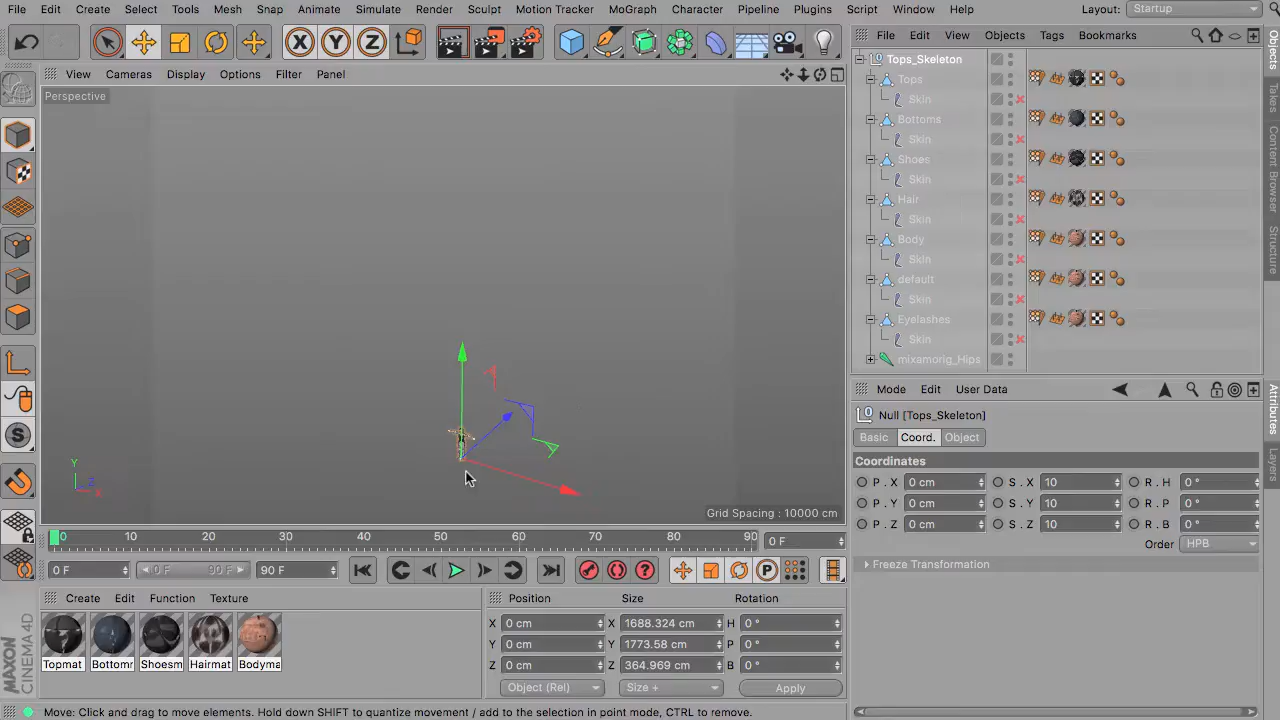 File Edit Create Select Tools Mesh Snap Animate Simulate Render Sculpt Motion Tracker MoGraph Character Pipeline Plugins Script Window Help Layout: Startup
X Y Z
File Edit View Objects Tags Bookmarks
View Cameras Display Options Filter Panel
Perspective
Tops_Skeleton
Tops
Skin
Bottoms
Skin
Shoes
Skin
Hair
Skin
Body
Skin
default
Skin
Eyelashes
Skin
mixamorig_Hips
Objects
Takes
Content Browser
Structure
Attributes
Layers
Mode Edit User Data
Null [Tops_Skeleton]
Basic Coord. Object
Coordinates
P . X 0 cm S . X 10 R . H 0 °
P . Y 0 cm S . Y 10 R . P 0 °
P . Z 0 cm S . Z 10 R . B 0 °
Order HPB
Freeze Transformation
Y
Z
X
Grid Spacing : 10000 cm
0 10 20 30 40 50 60 70 80 90 0 F
0 F 0 F 90 F 90 F
Create Edit Function Texture
Topmat Bottomr Shoesm Hairmat Bodyma
Position Size Rotation
X 0 cm X 1688.324 cm H 0 °
Y 0 cm Y 1773.58 cm P 0 °
Z 0 cm Z 364.969 cm B 0 °
Object (Rel) Size + Apply
MAXON CINEMA 4D
Move: Click and drag to move elements. Hold down SHIFT to quantize movement / add to the selection in point mode, CTRL to remove.